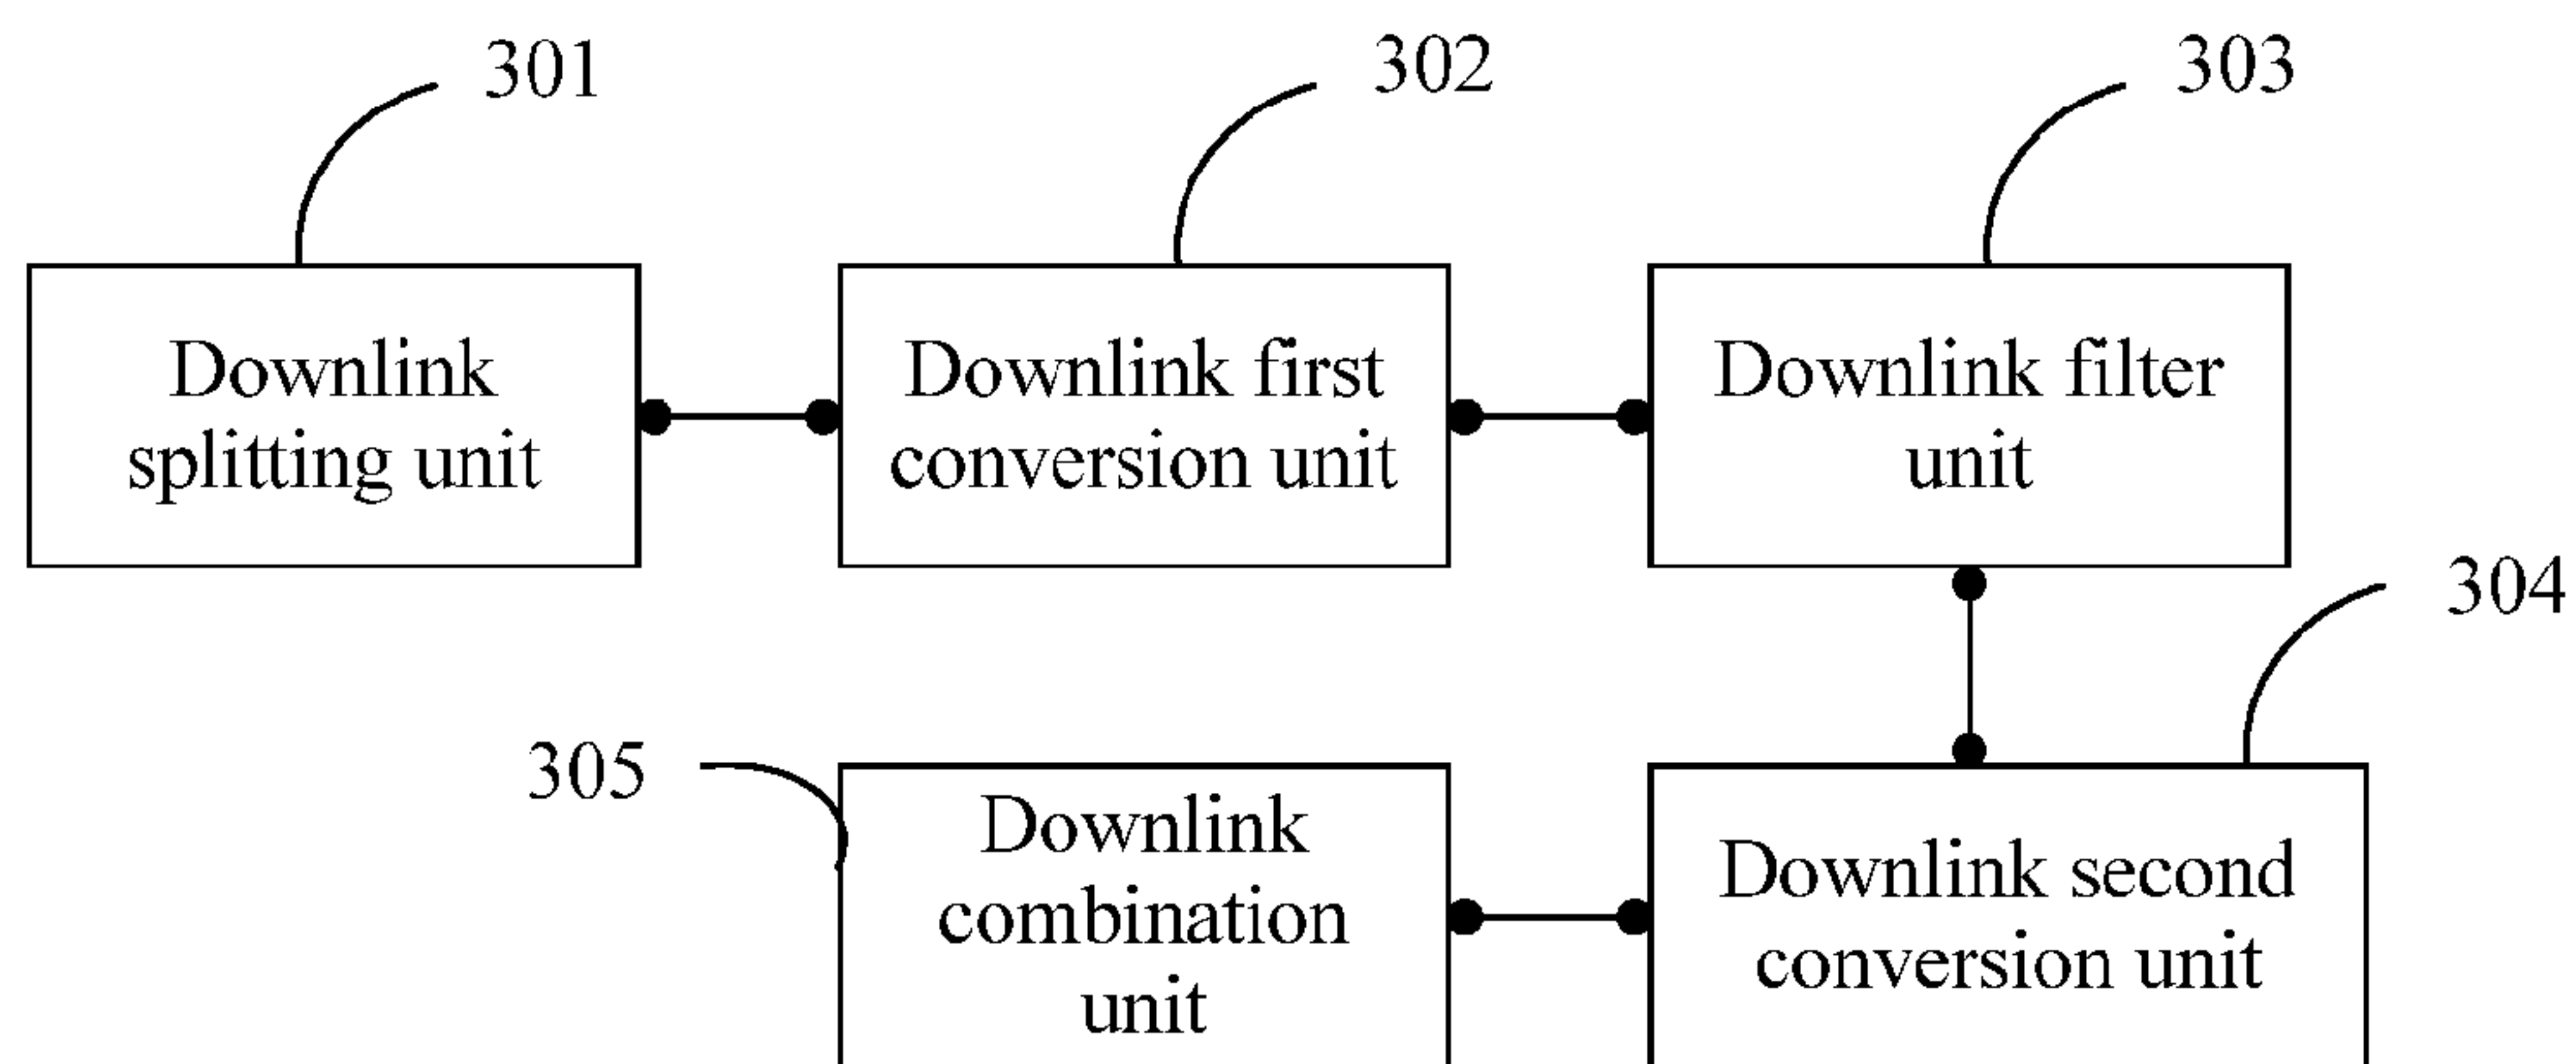 301
302
303
Downlink
splitting unit
Downlink first
conversion unit
Downlink filter
unit
304
305
Downlink
combination
unit
Downlink second
conversion unit